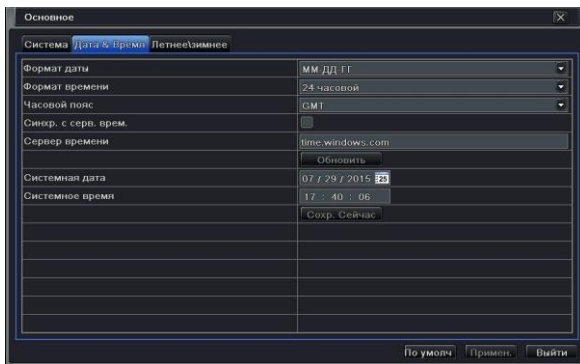 Основное
Система Дата & Время Летнее\зимнее
Формат даты ММ-ДД-ГГ
Формат времени 24 часовой
Часовой пояс GMT
Синхр. с серв. врем.
Сервер времени time.windows.com
Обновить
Системная дата 07 / 29 / 2015 25
Системное время 17 : 40 : 06
Сохр. Сейчас
По умолч Примен. Выйти